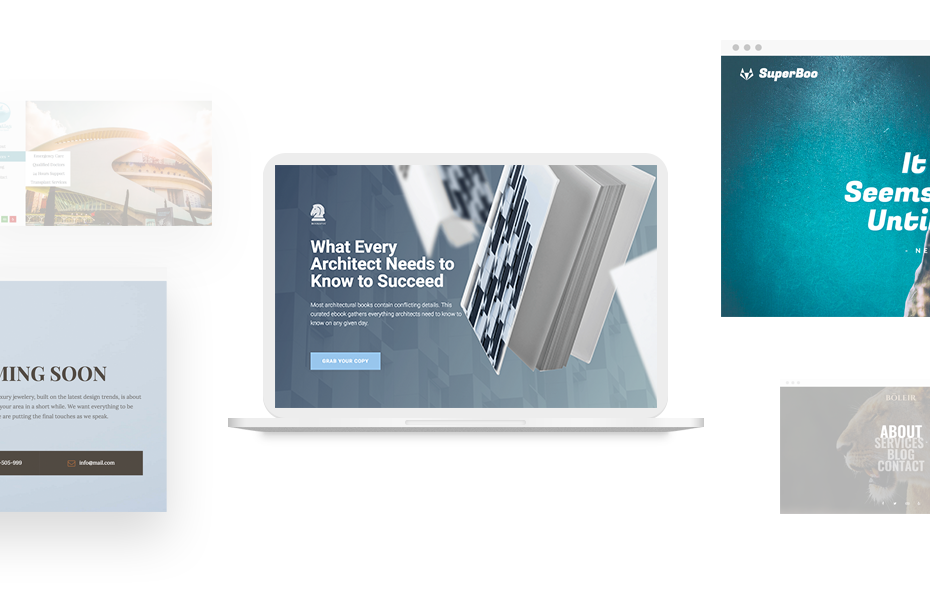 SuperBoo
It
Seems
Unti
- NE
What Every
Architect Needs to
Know to Succeed
Most architectural books contain conflicting details. This
curated ebook gathers everything architects need to know to
know on any given day.
GRAB YOUR COPY
MING SOON
ury jewelery, built on the latest design trends, is about
your area in a short while. We want everything to be
are putting the final touches as we speak.
-505-999
info@mail.com
ABOUT
SERVICES
BLOG
CONTACT